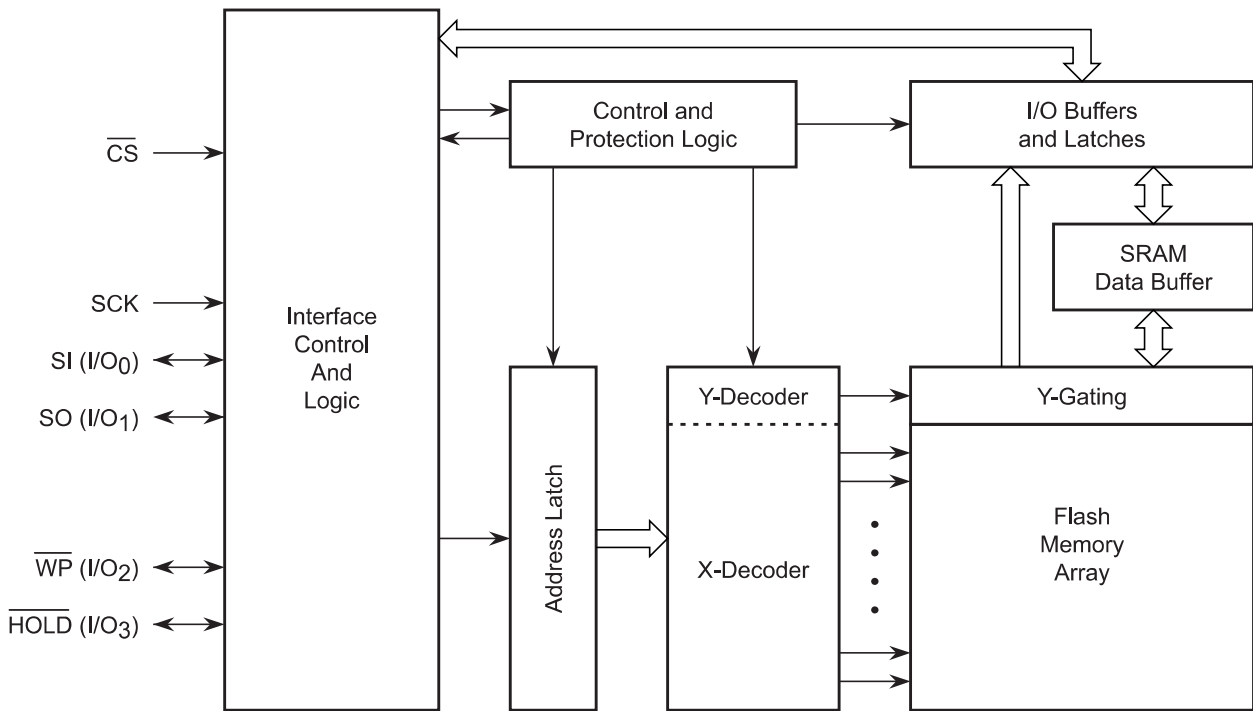 CS
SCK
SI (I/O0)
SO (I/O1)
WP (I/O2)
HOLD (I/O3)
Interface
Control
And
Logic
Control and
Protection Logic
I/O Buffers
and Latches
SRAM
Data Buffer
Address Latch
Y-Decoder
X-Decoder
Y-Gating
Flash
Memory
Array